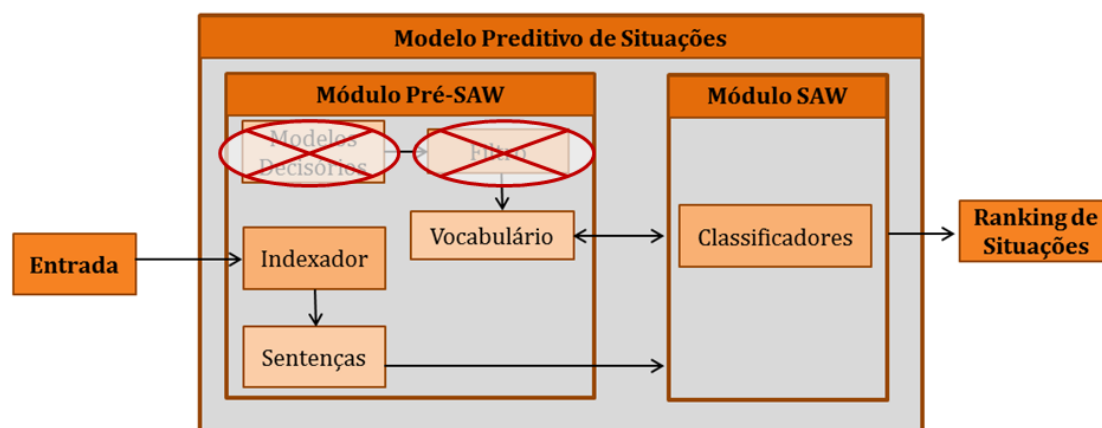 Modelo Preditivo de Situações
Módulo Pré-SAW
Módulo SAW
Modelos
Decisórios
Filtro
Vocabulário
Classificadores
Ranking de
Situações
Entrada
Indexador
Sentenças